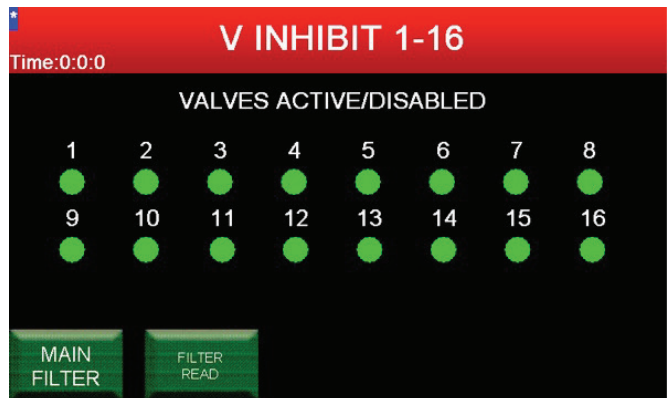 *
V INHIBIT 1-16
Time:0:0:0
VALVES ACTIVE/DISABLED
1 2 3 4 5 6 7 8
9 10 11 12 13 14 15 16
MAIN
FILTER
FILTER
READ